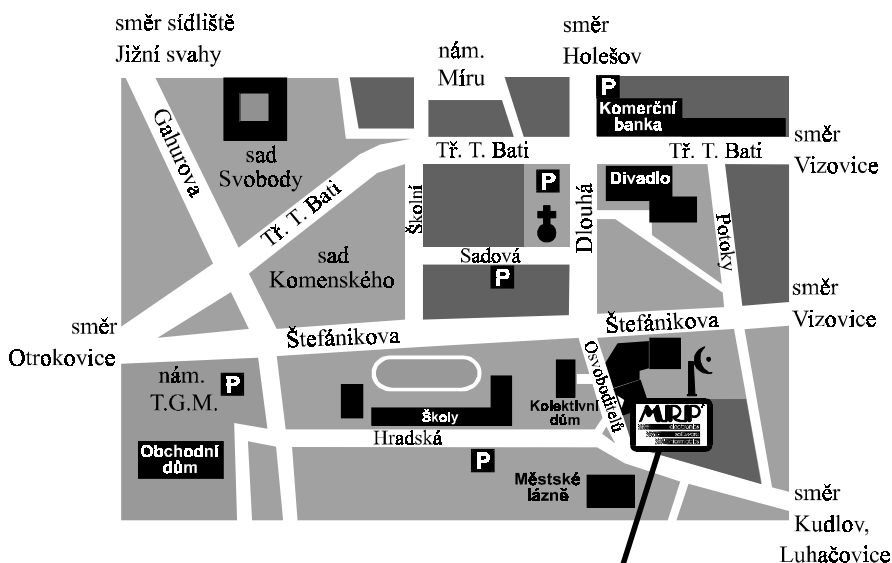 směr sídliště
Jižní svahy
směr
Holešov
nám.
Míru
P
Komerční
banka
směr
Vizovice
Gahurova
sad
Svobody
Tř. T. Bati
Tř. T. Bati
Tř. T. Bati
Školní
P
Dlouhá
Divadlo
Potoky
sad
Komenského
Sadová
P
směr
Vizovice
směr
Otrokovice
Štefánikova
Štefánikova
Osvoboditelů
nám.
T.G.M.
P
Školy
Kolektivní
dům
MRP
Hradská
Obchodní
dům
P
Městské
lázně
směr
Kudlov,
Luhačovice